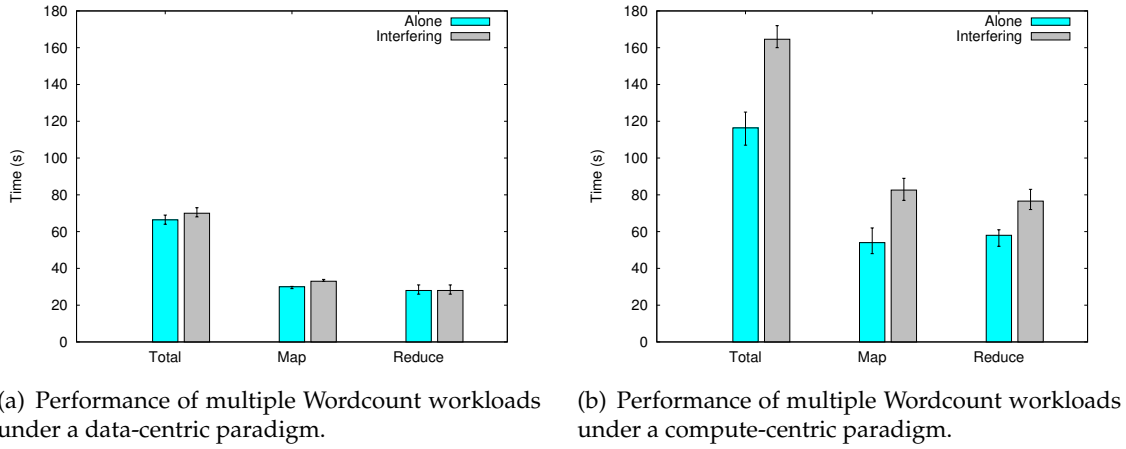 180
160
140
120
100
80
60
40
20
0
Time (s)
Alone
Interfering
Total Map Reduce
(a) Performance of multiple Wordcount workloads
under a data-centric paradigm.
180
160
140
120
100
80
60
40
20
0
Time (s)
Alone
Interfering
Total Map Reduce
(b) Performance of multiple Wordcount workloads
under a compute-centric paradigm.